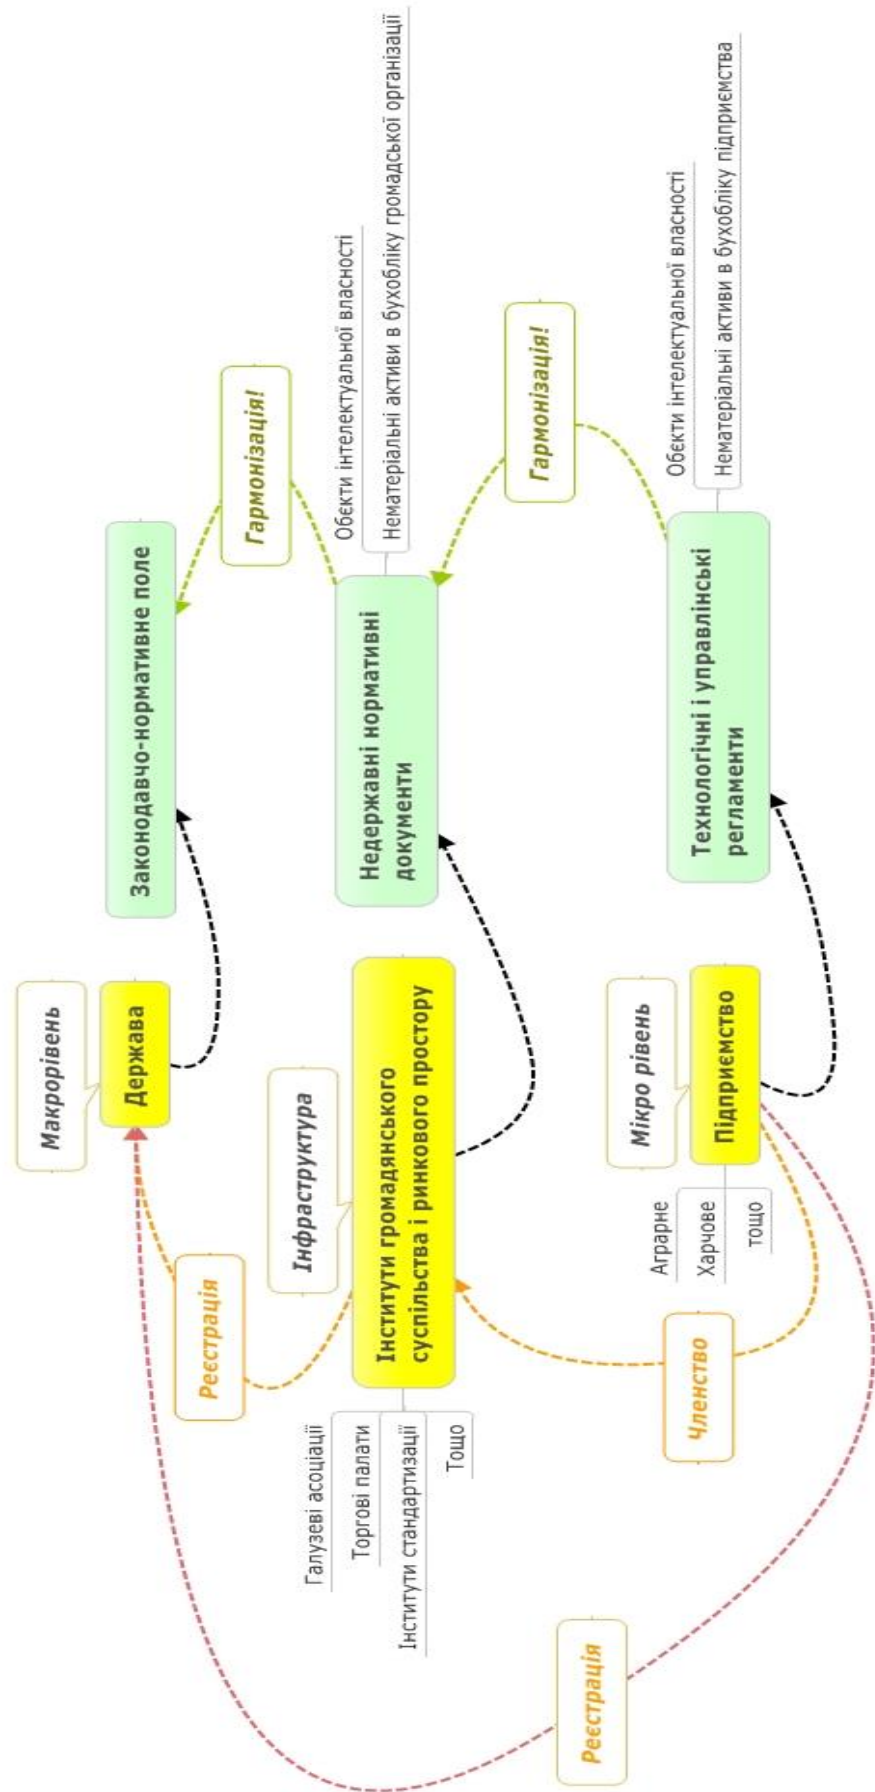 Макрорівень
Держава
Законодавчо-нормативне поле
Реєстрація
Гармонізація!
Інфраструктура
Галузеві асоціації
Торгові палати
Інститути стандартизації
Тощо
Інститути громадянського
суспільства і ринкового простору
Недержавні нормативні
документи
Обєкти інтелектуальної власності
Нематеріальні активи в бухобліку громадської організації
Реєстрація
Членство
Гармонізація!
Мікро рівень
Аграрне
Харчове
тощо
Підприємство
Технологічні і управлінські
регламенти
Обєкти інтелектуальної власності
Нематеріальні активи в бухобліку підприємства